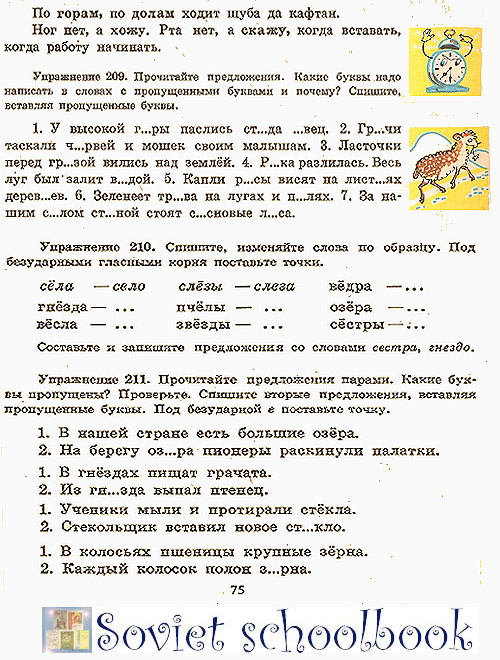 По горам, по долам ходит шуба да кафтан.
Ног нет, а хожу. Рта нет, а скажу, когда вставать,
когда работу начинать.
Упражнение 209. Прочитайте предложения. Какие буквы надо
написать в словах с пропущенными буквами и почему? Спишите,
вставляя пропущенные буквы.
1. У высокой г...ры паслись ст...да ...вец. 2. Гр...чи
таскали ч...рвей и мошек своим малышам. 3. Ласточки
перед гр...зой вились над землёй. 4. Р...ка разлилась. Весь
луг был залит в...дой. 5. Капли р...сы висят на лист...ях
дерев...ев. 6. Зеленеет тр...ва на лугах и п...лях. 7. За на-
шим с...лом ст...ной стоят с...сновые л...са.
Упражнение 210. Спишите, изменяйте слова по образцу. Под
безударными гласными корня поставьте точки.
сёла — село слёзы — слеза вёдра — ...
гнёзда — ... пчёлы — ... озёра — ...
вёсла — ... звёзды — ... сёстры — ...
Составьте и запишите предложения со словами сестра, гнездо.
Упражнение 211. Прочитайте предложения парами. Какие бук-
вы пропущены? Проверьте. Спишите вторые предложения, вставляя
пропущенные буквы. Под безударной е поставьте точку.
1. В нашей стране есть большие озёра.
2. На берегу оз...ра пионеры раскинули палатки.
1. В гнёздах пищат грачата.
2. Из гн...зда выпал птенец.
1. Ученики мыли и протирали стёкла.
2. Стекольщик вставил новое ст...кло.
1. В колосьях пшеницы крупные зёрна.
2. Каждый колосок полон з...рна.
75
Soviet schoolbook